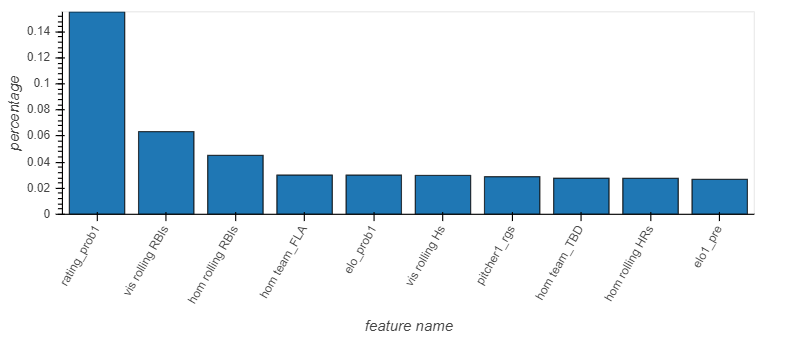 percentage
0.14
0.12
0.1
0.08
0.06
0.04
0.02
0
rating_prob1
vis rolling RBIs
hom rolling RBIs
hom team_FLA
elo_prob1
vis rolling Hs
pitcher1_rgs
hom team_TBD
hom rolling HRs
elo1_pre
feature name